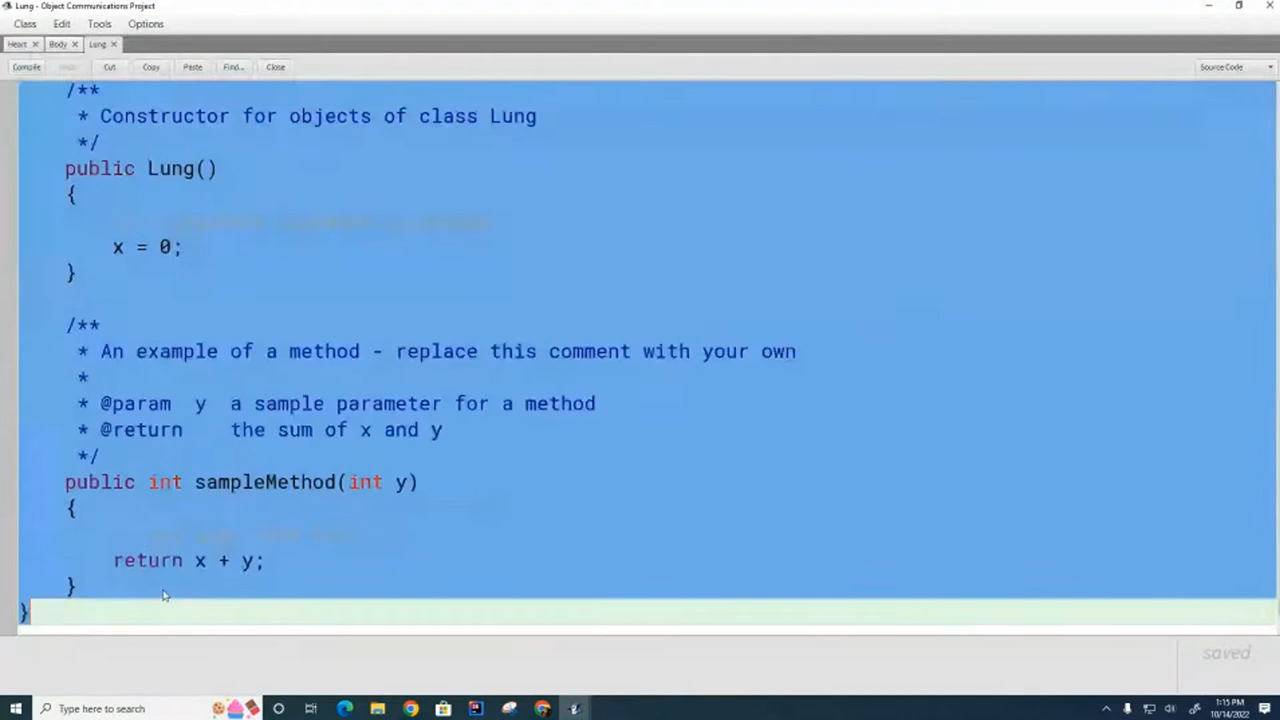 Lung - Object Communications Project
Class Edit Tools Options
Heart Body Lung
Compile Cut Copy Paste Find... Close Source Code
/**
* Constructor for objects of class Lung
*/
public Lung()
{
x = 0;
}
/**
* An example of a method - replace this comment with your own
*
* @param y a sample parameter for a method
* @return the sum of x and y
*/
public int sampleMethod(int y)
{
return x + y;
}
}
saved
Type here to search
1:15 PM
10/14/2022